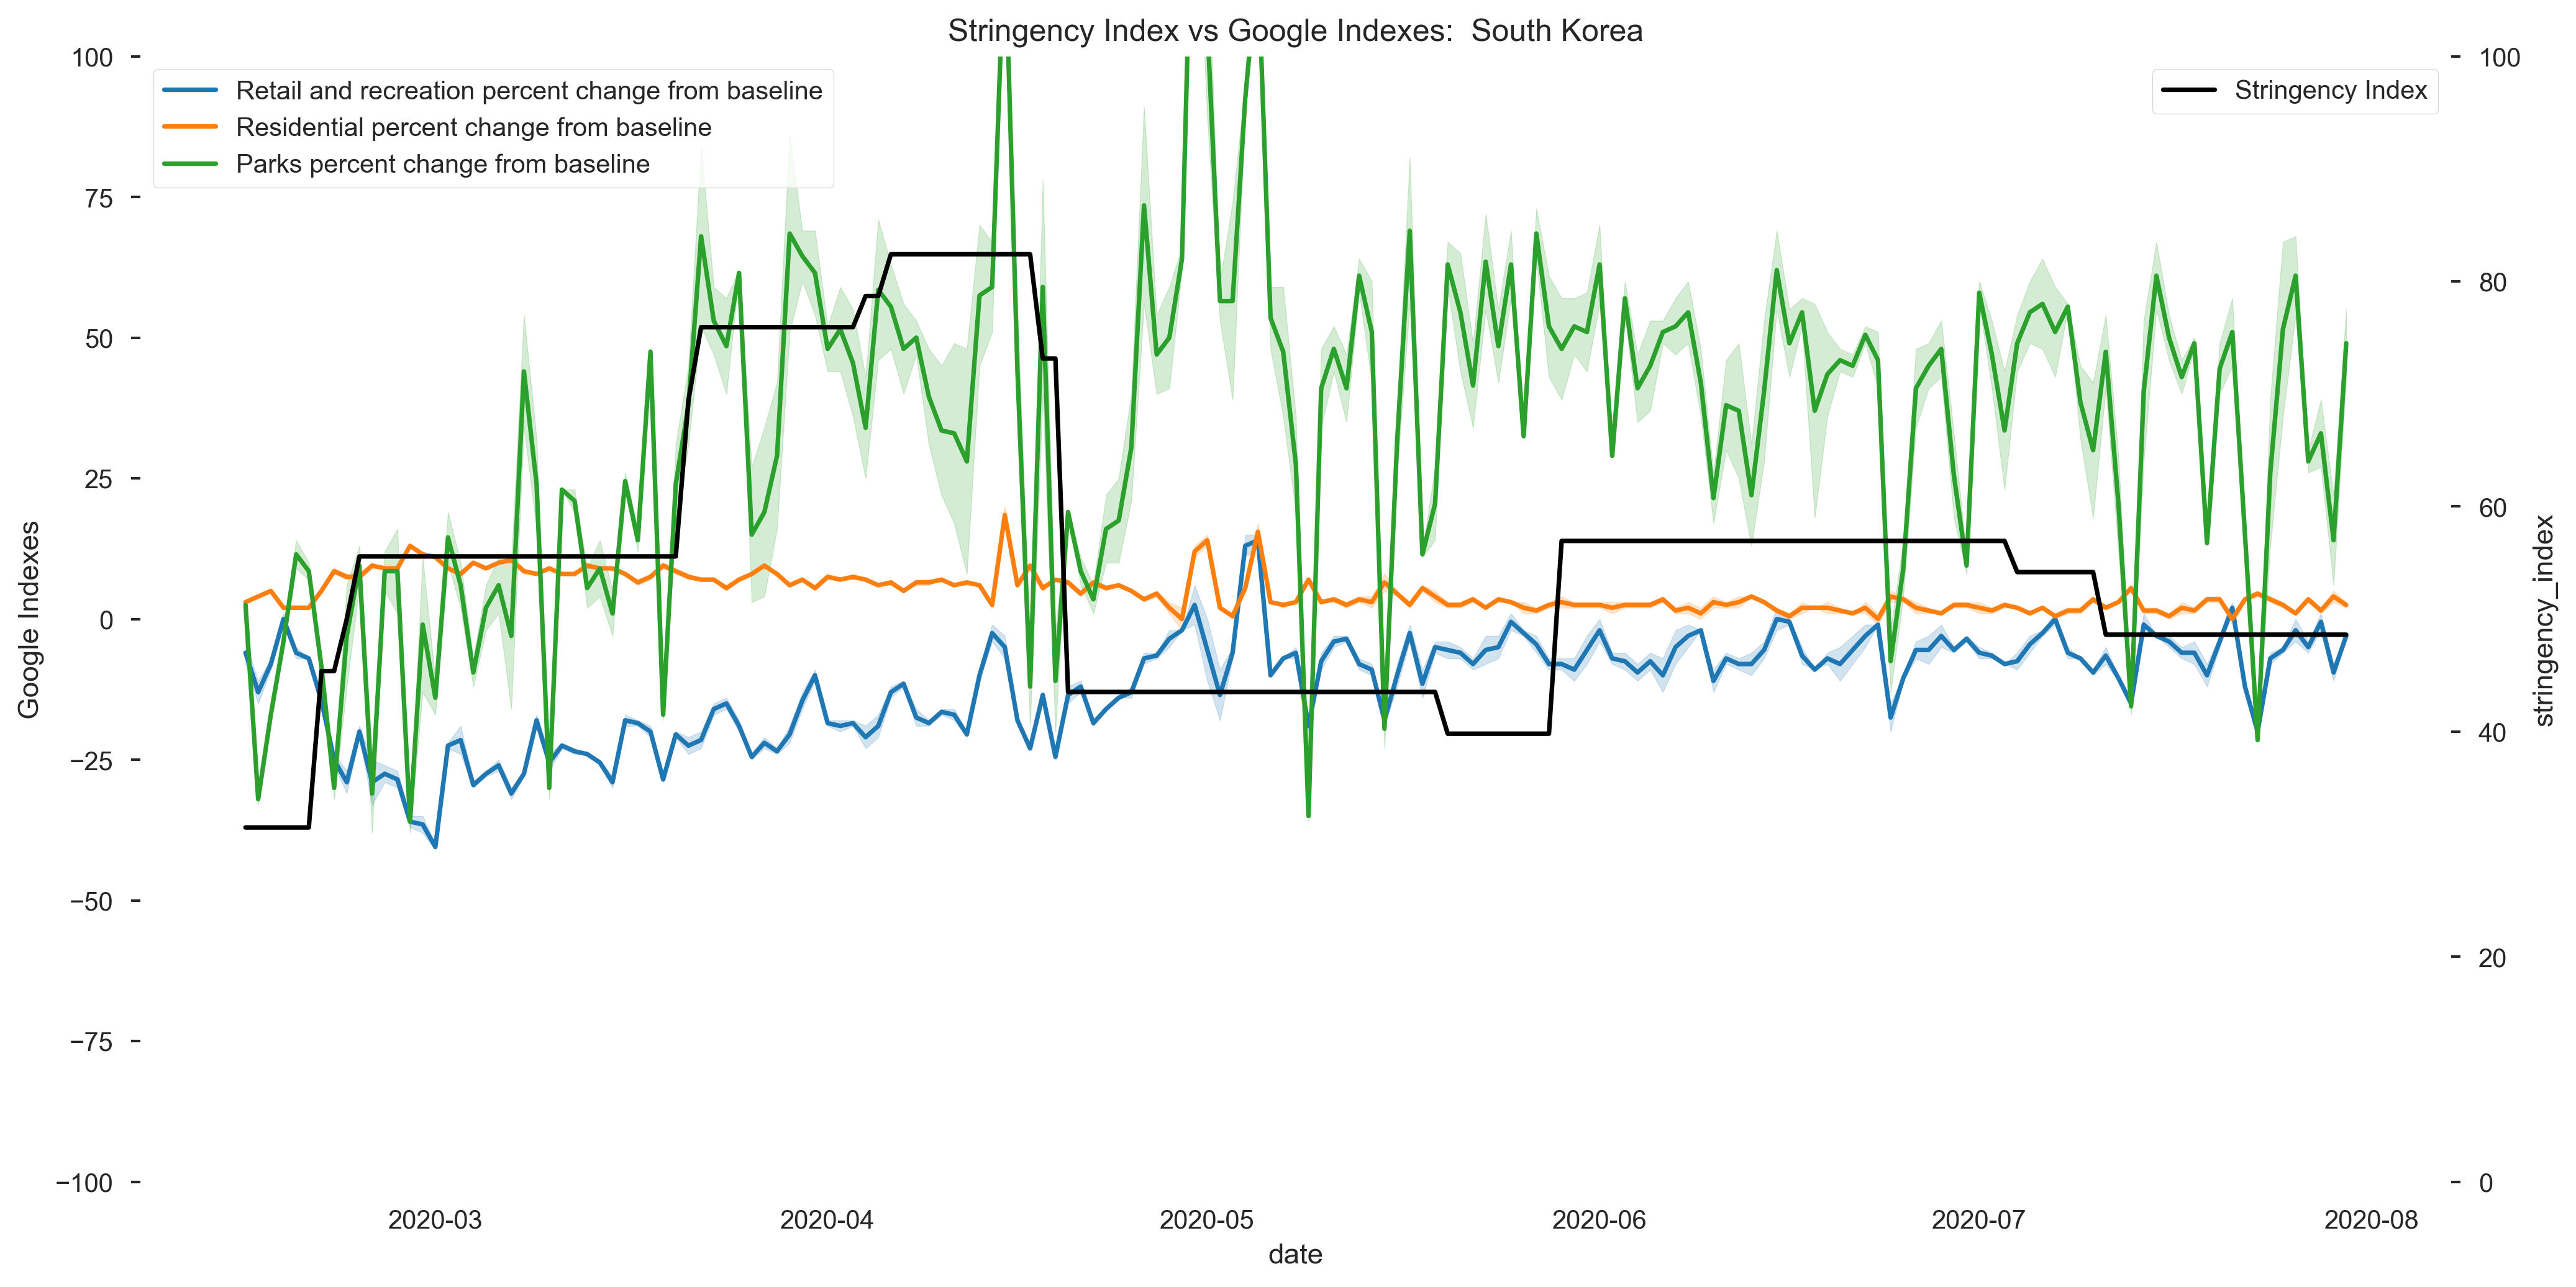 Stringency Index vs Google Indexes:  South Korea
Retail and recreation percent change from baseline
Residential percent change from baseline
Parks percent change from baseline
Stringency Index
Google Indexes
100
75
50
25
0
−25
−50
−75
−100
100
80
60
40
20
0
stringency_index
2020-03
2020-04
2020-05
2020-06
2020-07
2020-08
date